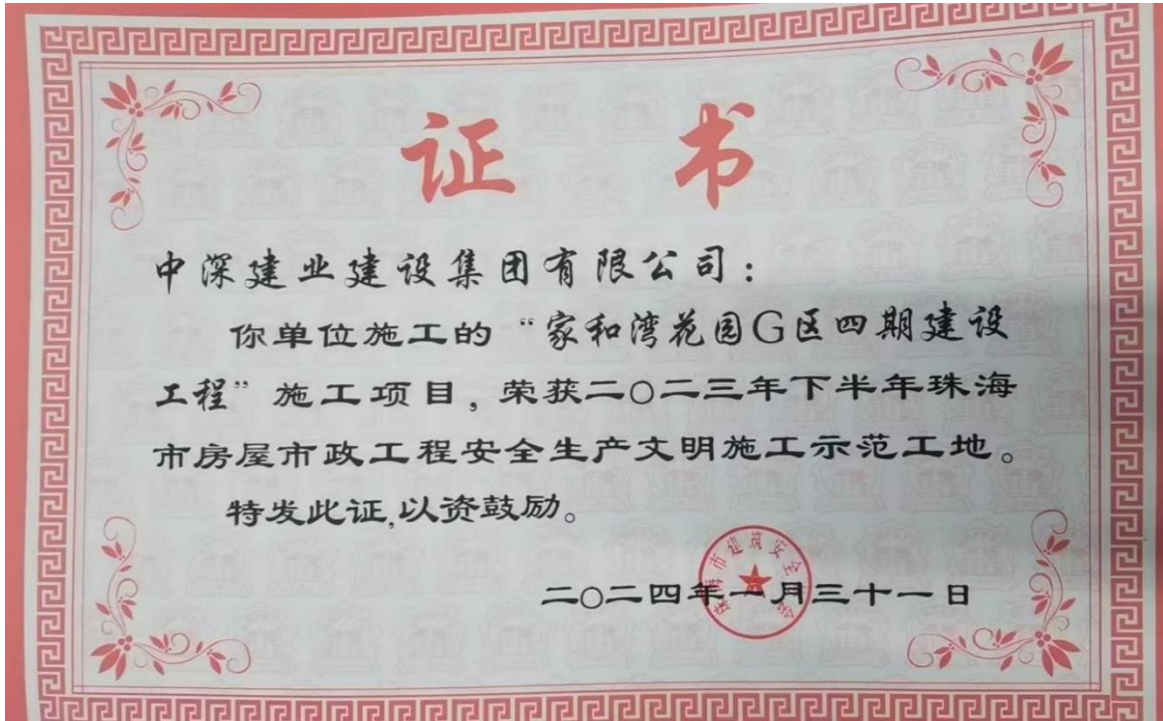 证书
中深建业建设集团有限公司:
你单位施工的“家和湾花园G区四期建设
工程”施工项目,荣获二〇二三年下半年珠海
市房屋市政工程安全生产文明施工示范工地。
特发此证,以资鼓励。
二〇二四年一月三十一日